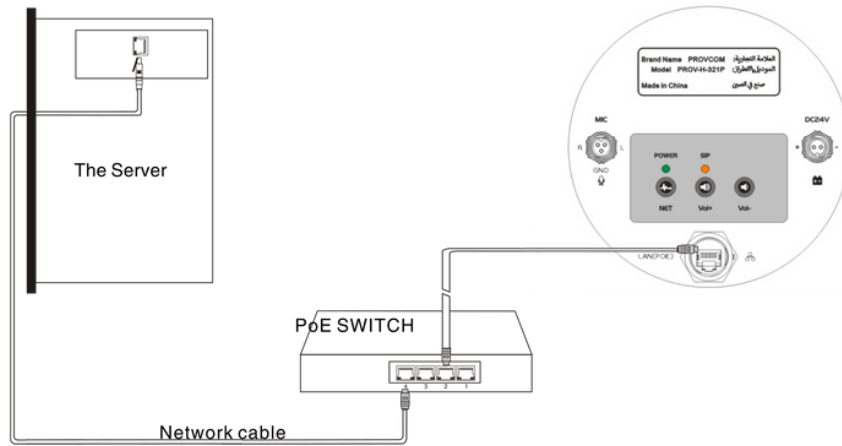 The Server
Brand Name PROVCOM العلامة التجارية:
Model PROV-H-321P الموديل/الطراز:
Made in China صنع في الصين
MIC
R L
GND
DC24V
+ -
POWER SIP
NET Vol+ Vol-
LAN(POE)
PoE SWITCH
4 3 2 1
Network cable